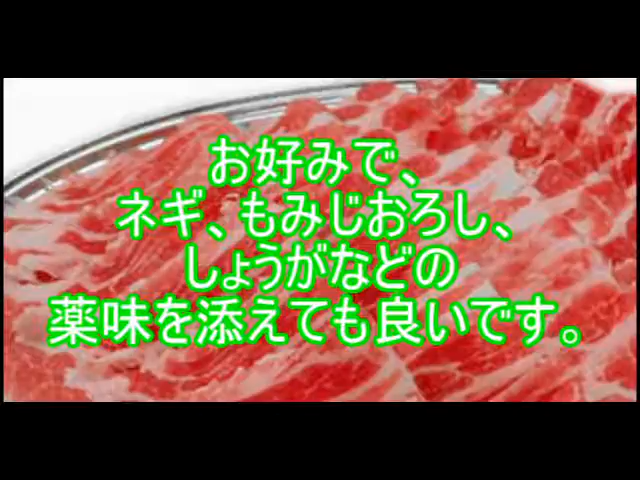 お好みで、
ネギ、もみじおろし、
しょうがなどの
薬味を添えても良いです。